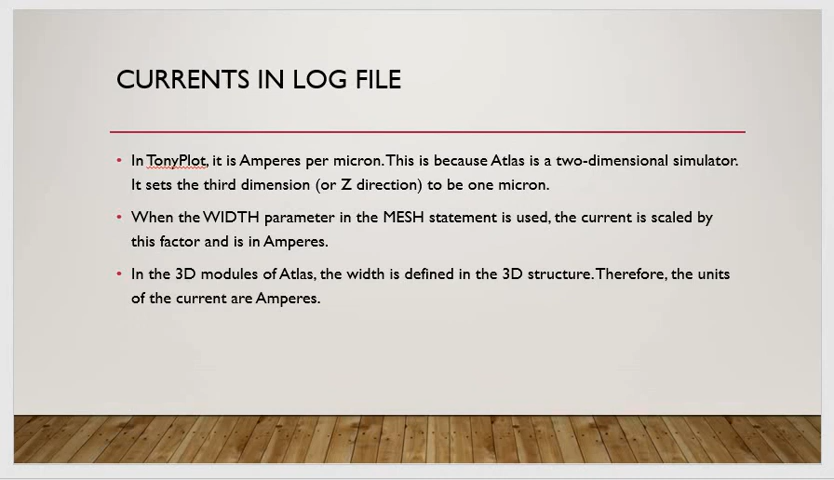 CURRENTS IN LOG FILE
• In TonyPlot, it is Amperes per micron. This is because Atlas is a two-dimensional simulator.
It sets the third dimension (or Z direction) to be one micron.
• When the WIDTH parameter in the MESH statement is used, the current is scaled by
this factor and is in Amperes.
• In the 3D modules of Atlas, the width is defined in the 3D structure. Therefore, the units
of the current are Amperes.